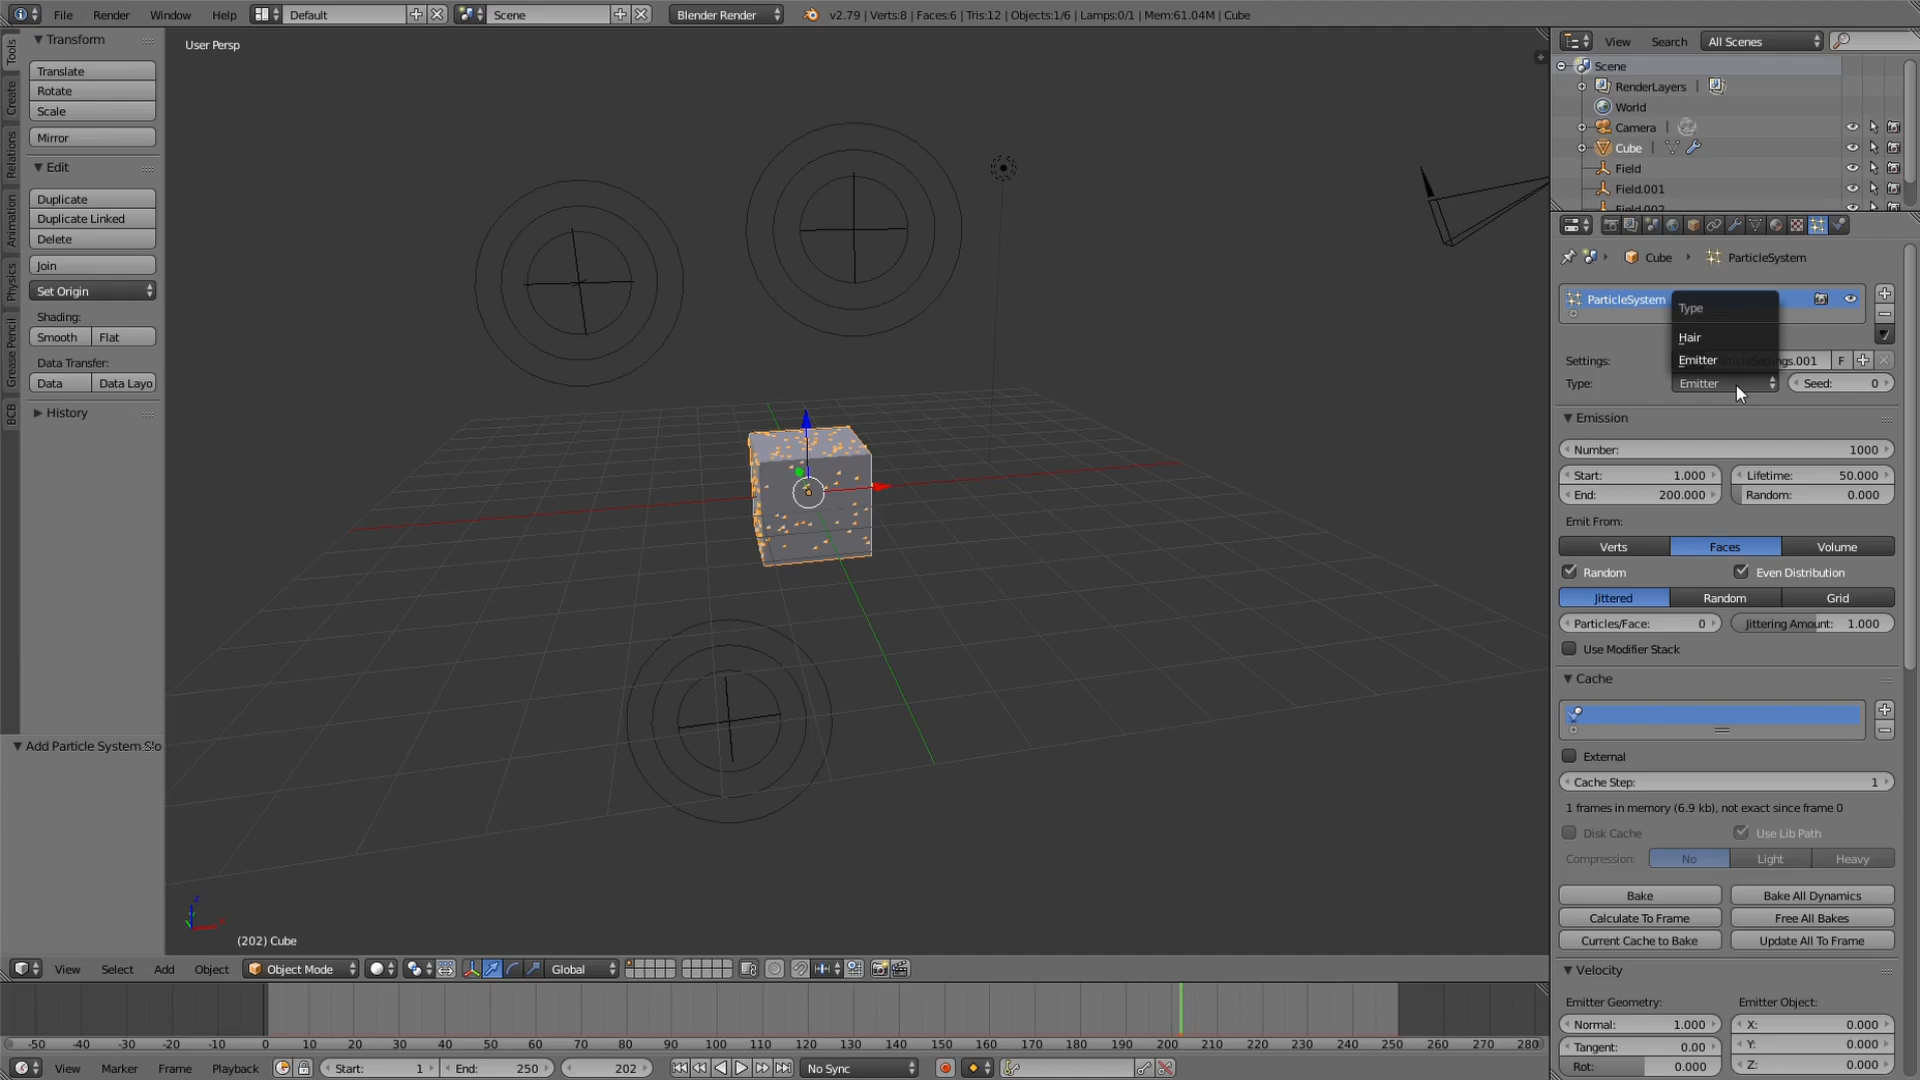 File Render Window Help Default Scene Blender Render v2.79 | Verts:8 | Faces:6 | Tris:12 | Objects:1/6 | Lamps:0/1 | Mem:61.04M | Cube
Tools
Create
Relations
Animation
Physics
Grease Pencil
BCB
Transform
Translate
Rotate
Scale
Mirror
Edit
Duplicate
Duplicate Linked
Delete
Join
Set Origin
Shading:
Smooth Flat
Data Transfer:
Data Data Layo
History
Add Particle System Slo
User Persp
(202) Cube
View Search All Scenes
Scene
RenderLayers
World
Camera
Cube
Field
Field.001
Field.002
Cube ParticleSystem
ParticleSystem
Type
Hair
Emitter
Settings: articleSettings.001 F
Type: Emitter Seed: 0
Emission
Number: 1000
Start: 1.000 Lifetime: 50.000
End: 200.000 Random: 0.000
Emit From:
Verts Faces Volume
Random Even Distribution
Jittered Random Grid
Particles/Face: 0 Jittering Amount: 1.000
Use Modifier Stack
Cache
External
Cache Step: 1
1 frames in memory (6.9 kb), not exact since frame 0
Disk Cache Use Lib Path
Compression: No Light Heavy
Bake Bake All Dynamics
Calculate To Frame Free All Bakes
Current Cache to Bake Update All To Frame
Velocity
Emitter Geometry: Emitter Object:
Normal: 1.000 X: 0.000
Tangent: 0.00 Y: 0.000
Rot: 0.000 Z: 0.000
View Select Add Object Object Mode Global
-50 -40 -30 -20 -10 0 10 20 30 40 50 60 70 80 90 100 110 120 130 140 150 160 170 180 190 200 210 220 230 240 250 260 270 280
View Marker Frame Playback Start: 1 End: 250 202 No Sync